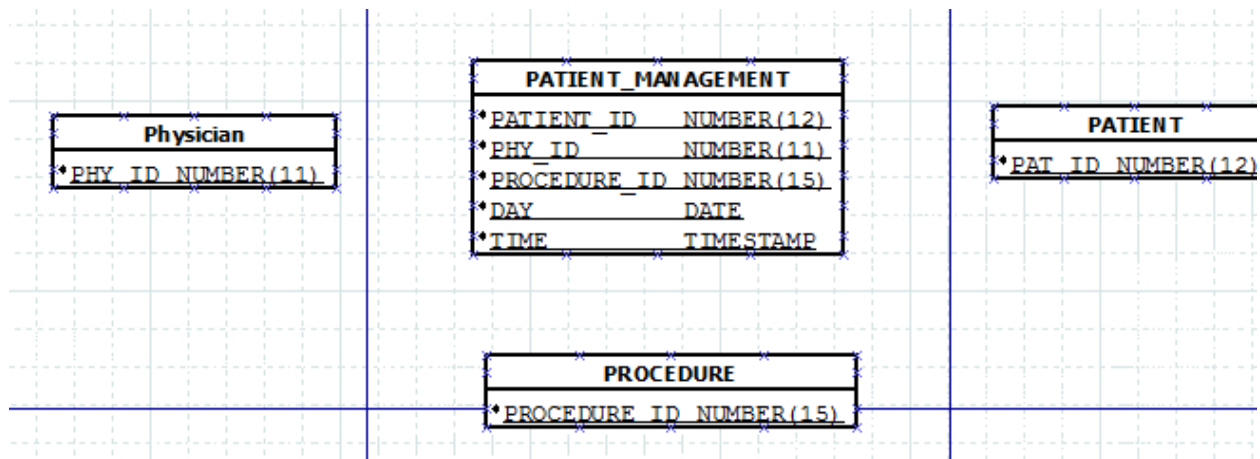 Physician
PHY_ID NUMBER(11)
PATIENT_MANAGEMENT
PATIENT_ID NUMBER(12)
PHY_ID NUMBER(11)
PROCEDURE_ID NUMBER(15)
DAY DATE
TIME TIMESTAMP
PATIENT
PAT_ID NUMBER(12)
PROCEDURE
PROCEDURE_ID NUMBER(15)